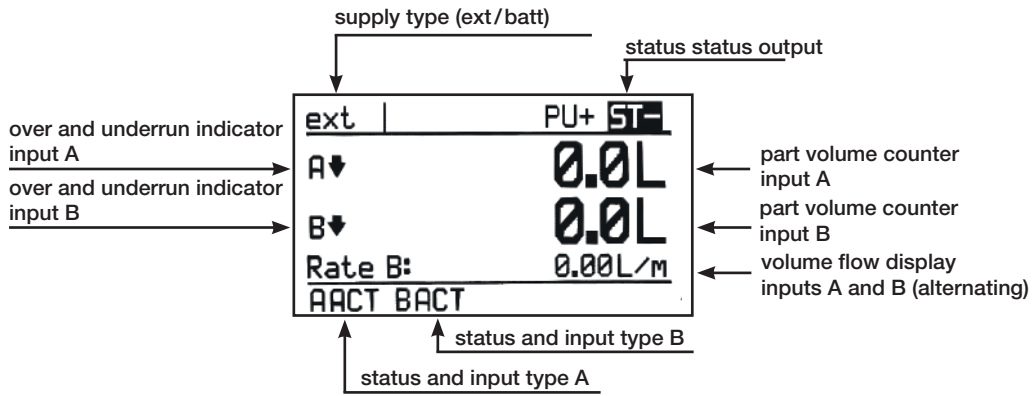 supply type (ext/batt)
status status output
ext PU+ ST-
over and underrun indicator
input A
A 0.0L
part volume counter
input A
over and underrun indicator
input B
B 0.0L
part volume counter
input B
Rate B: 0.00L/m
volume flow display
inputs A and B (alternating)
AACT BACT
status and input type B
status and input type A